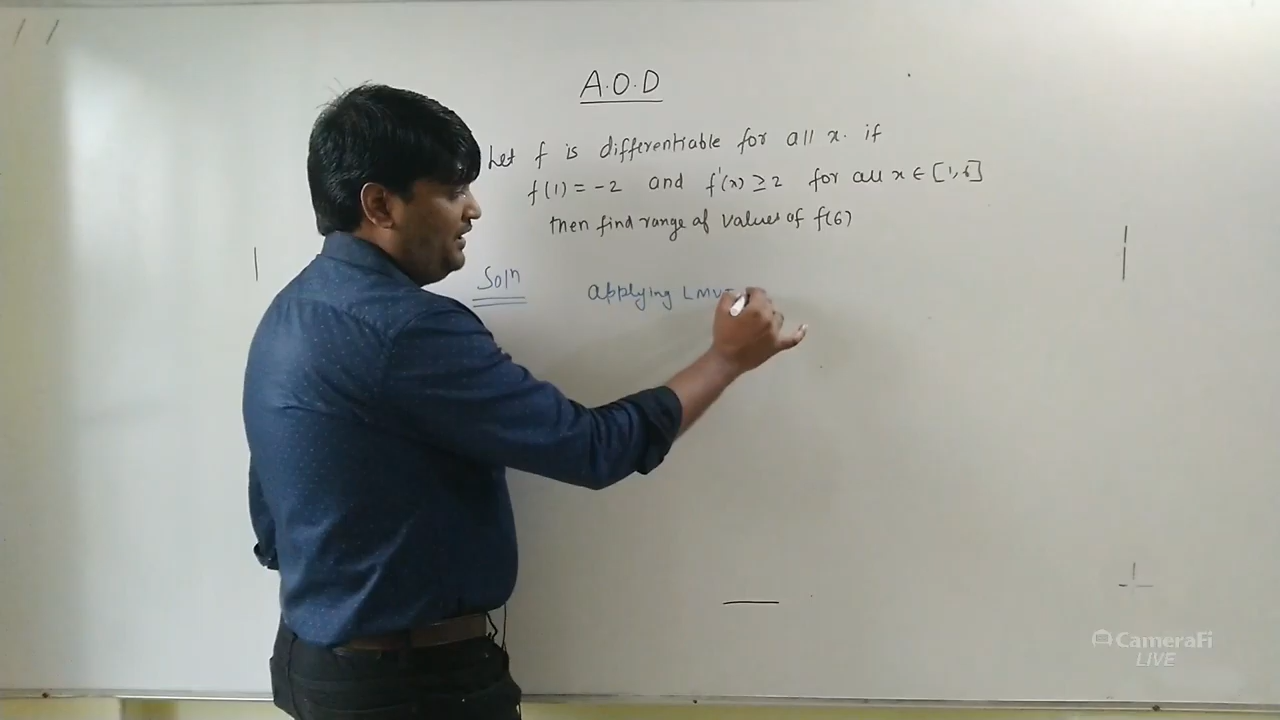 A.O.D
Let f is differentiable for all x. if
f(1) = -2 and f'(x) ≥ 2 for all x ∈ [1,6]
then find range of values of f(6)
Soln
Applying LMVT
CameraFi
LIVE